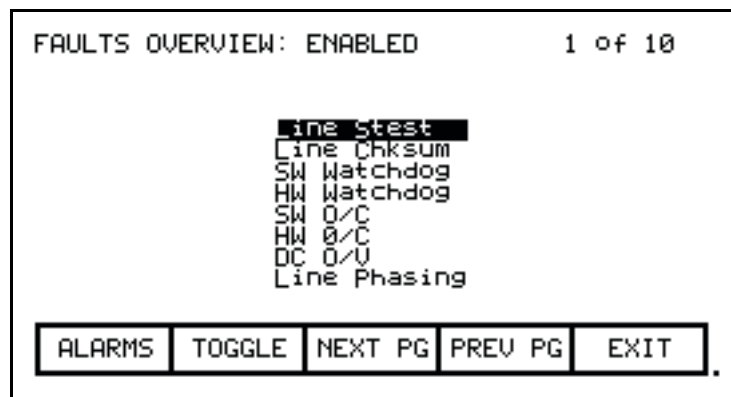 FAULTS OVERVIEW: ENABLED 1 of 10
Line Stest
Line Chksum
SW Watchdog
HW Watchdog
SW O/C
HW 0/C
DC O/V
Line Phasing
ALARMS TOGGLE NEXT PG PREV PG EXIT